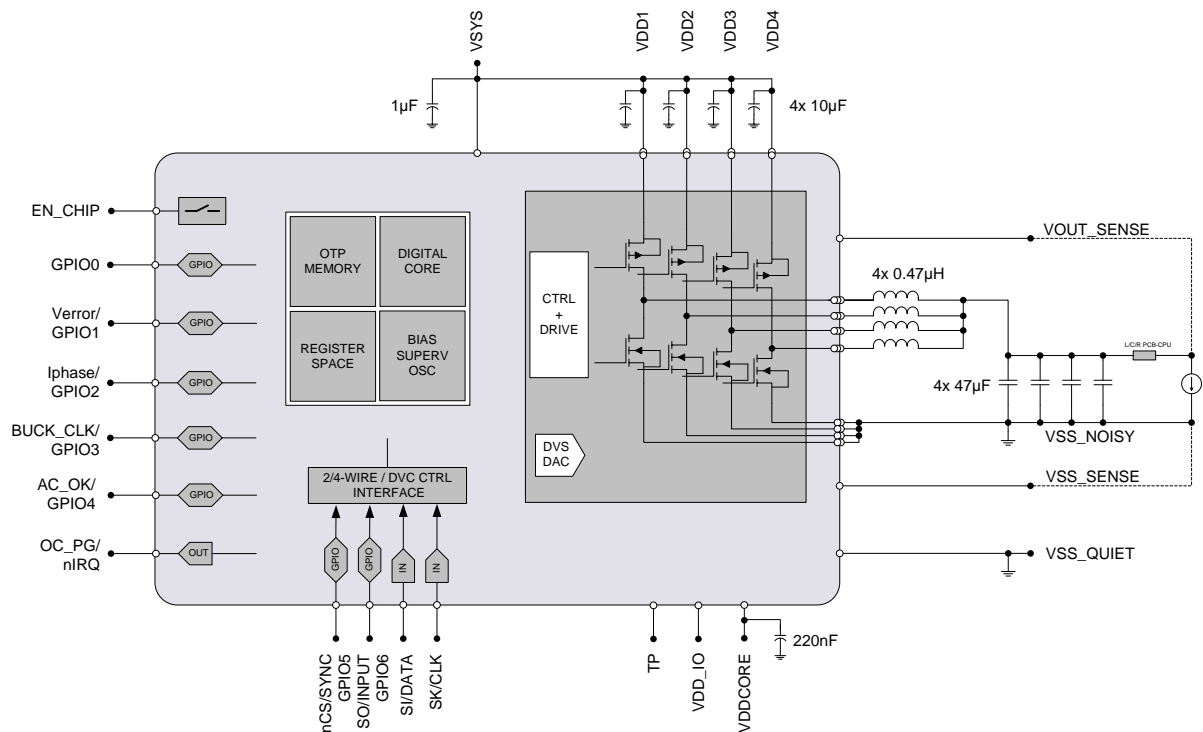 VSYS
VDD1
VDD2
VDD3
VDD4
1µF
4x 10µF
EN_CHIP
GPIO0
GPIO
Verror/
GPIO1
GPIO
Iphase/
GPIO2
GPIO
BUCK_CLK/
GPIO3
GPIO
AC_OK/
GPIO4
GPIO
OC_PG/
nIRQ
OUT
OTP
MEMORY
DIGITAL
CORE
REGISTER
SPACE
BIAS
SUPERV
OSC
2/4-WIRE / DVC CTRL
INTERFACE
GPIO
GPIO
IN
IN
CTRL
+
DRIVE
DVS
DAC
VOUT_SENSE
4x 0.47µH
L/C/R PCB-CPU
4x 47µF
VSS_NOISY
VSS_SENSE
VSS_QUIET
nCS/SYNC
GPIO5
SO/INPUT
GPIO6
SI/DATA
SK/CLK
TP
VDD_IO
VDDCORE
220nF